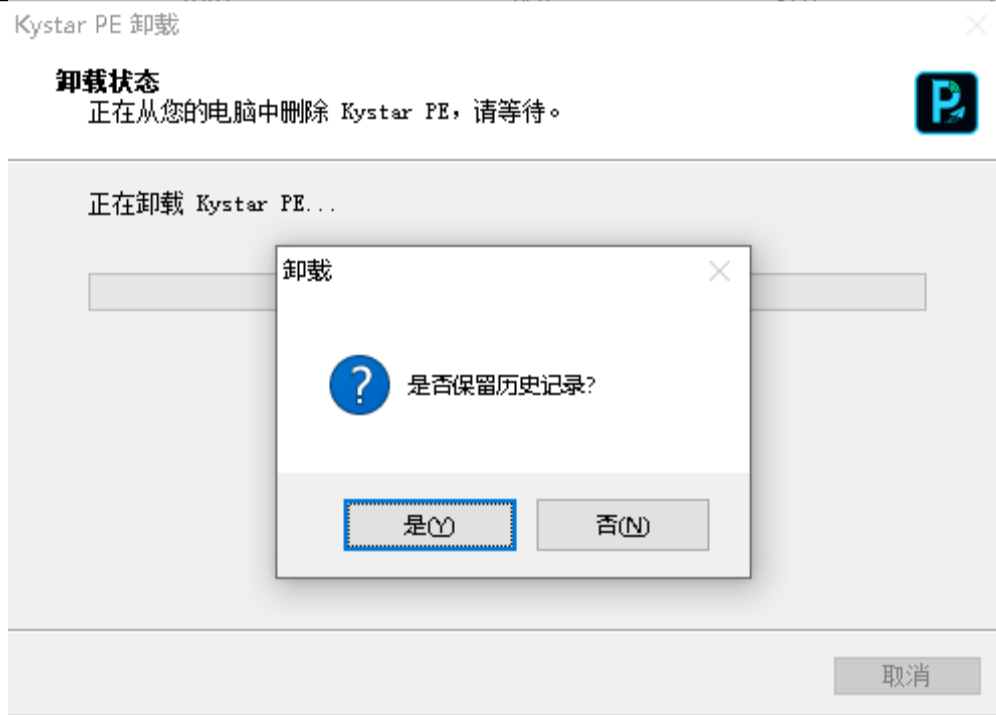 Kystar PE 卸载
卸载状态
正在从您的电脑中删除 Kystar PE，请等待。
正在卸载 Kystar PE...
卸载
是否保留历史记录?
是(Y)
否(N)
取消